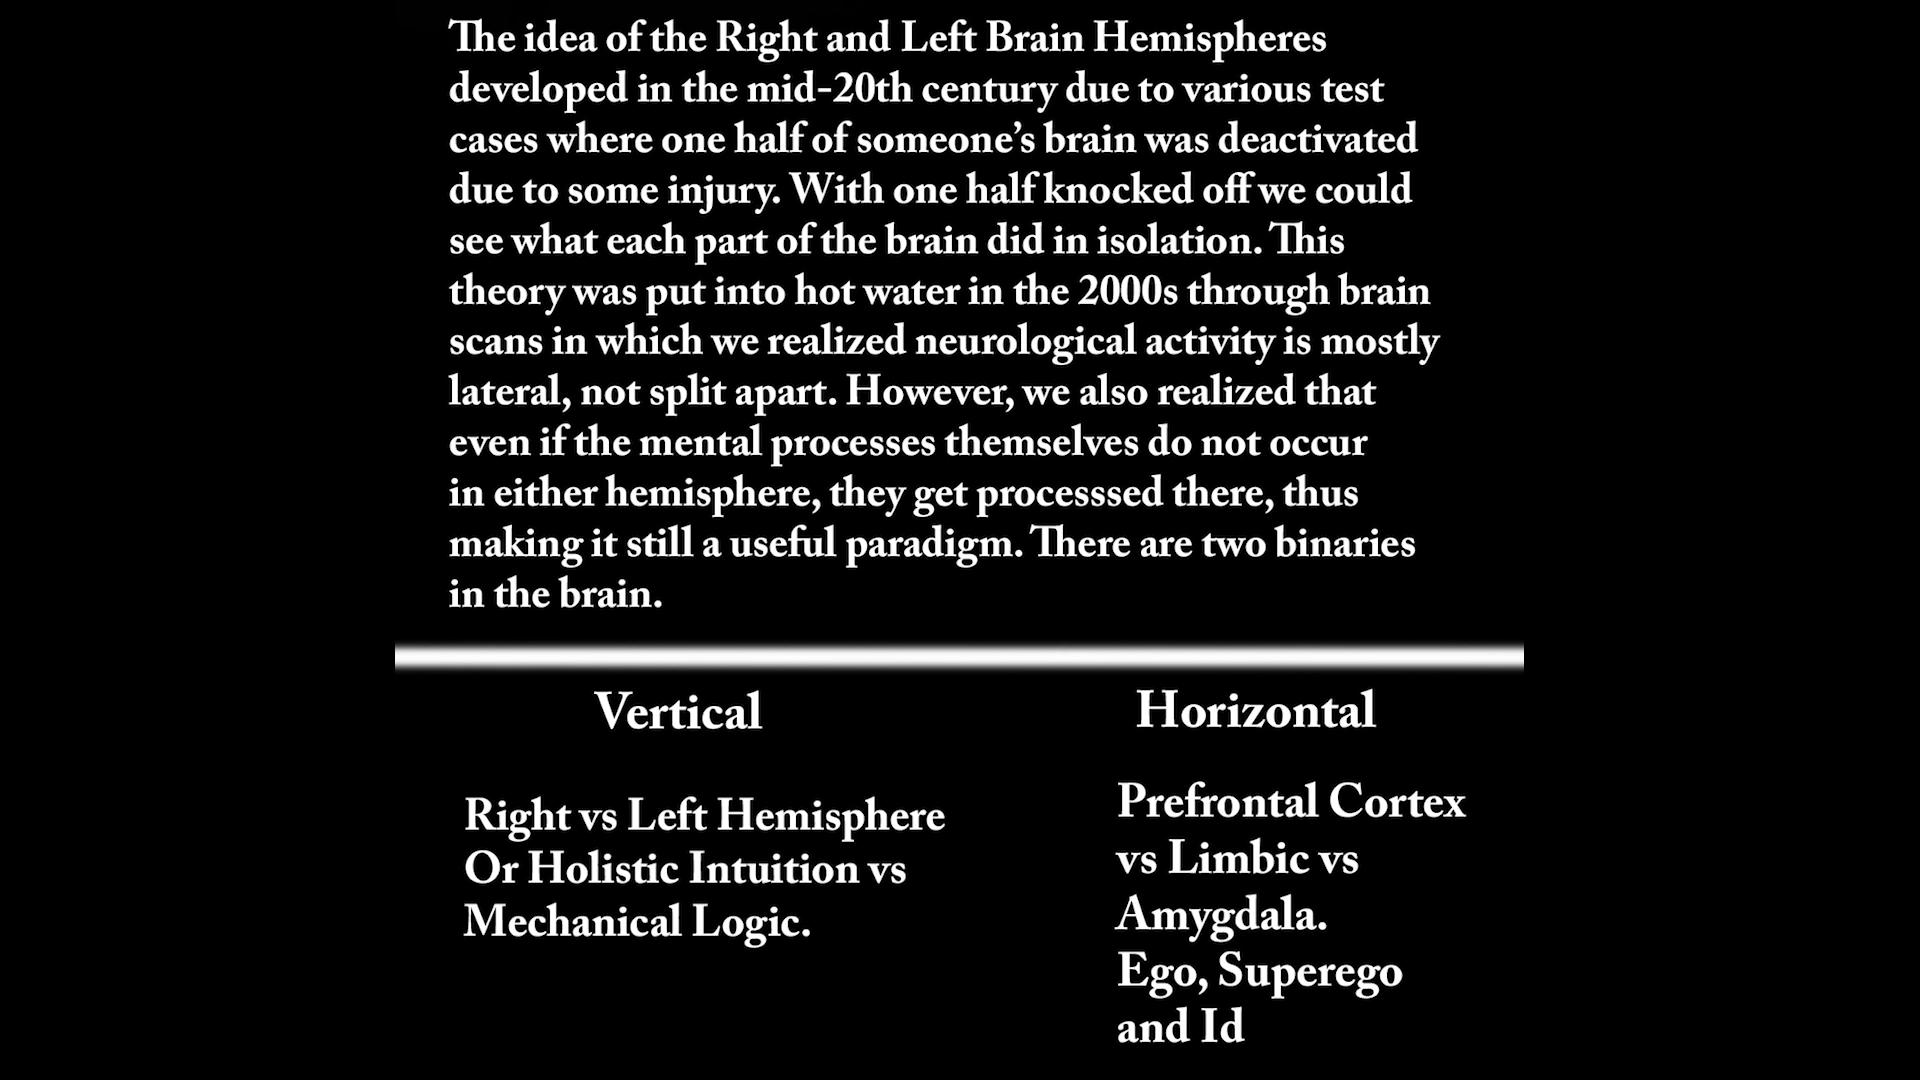 The idea of the Right and Left Brain Hemispheres
developed in the mid-20th century due to various test
cases where one half of someone's brain was deactivated
due to some injury. With one half knocked off we could
see what each part of the brain did in isolation. This
theory was put into hot water in the 2000s through brain
scans in which we realized neurological activity is mostly
lateral, not split apart. However, we also realized that
even if the mental processes themselves do not occur
in either hemisphere, they get processsed there, thus
making it still a useful paradigm. There are two binaries
in the brain.
Vertical
Right vs Left Hemisphere
Or Holistic Intuition vs
Mechanical Logic.
Horizontal
Prefrontal Cortex
vs Limbic vs
Amygdala.
Ego, Superego
and Id